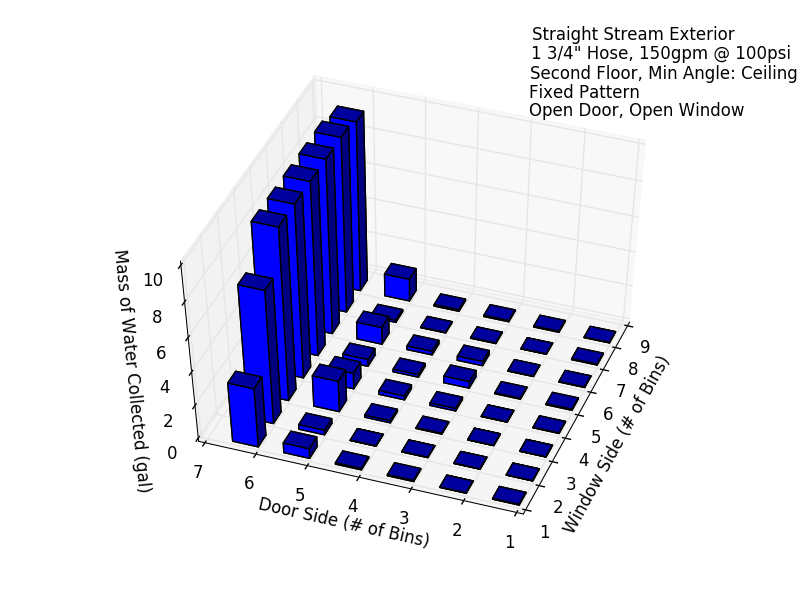 Straight Stream Exterior
1 3/4" Hose, 150gpm @ 100psi
Second Floor, Min Angle: Ceiling
Fixed Pattern
Open Door, Open Window
Mass of Water Collected (gal)
10
8
6
4
2
0
7
6
5
4
3
2
1
Door Side (# of Bins)
9
8
7
6
5
4
3
2
1
Window Side (# of Bins)